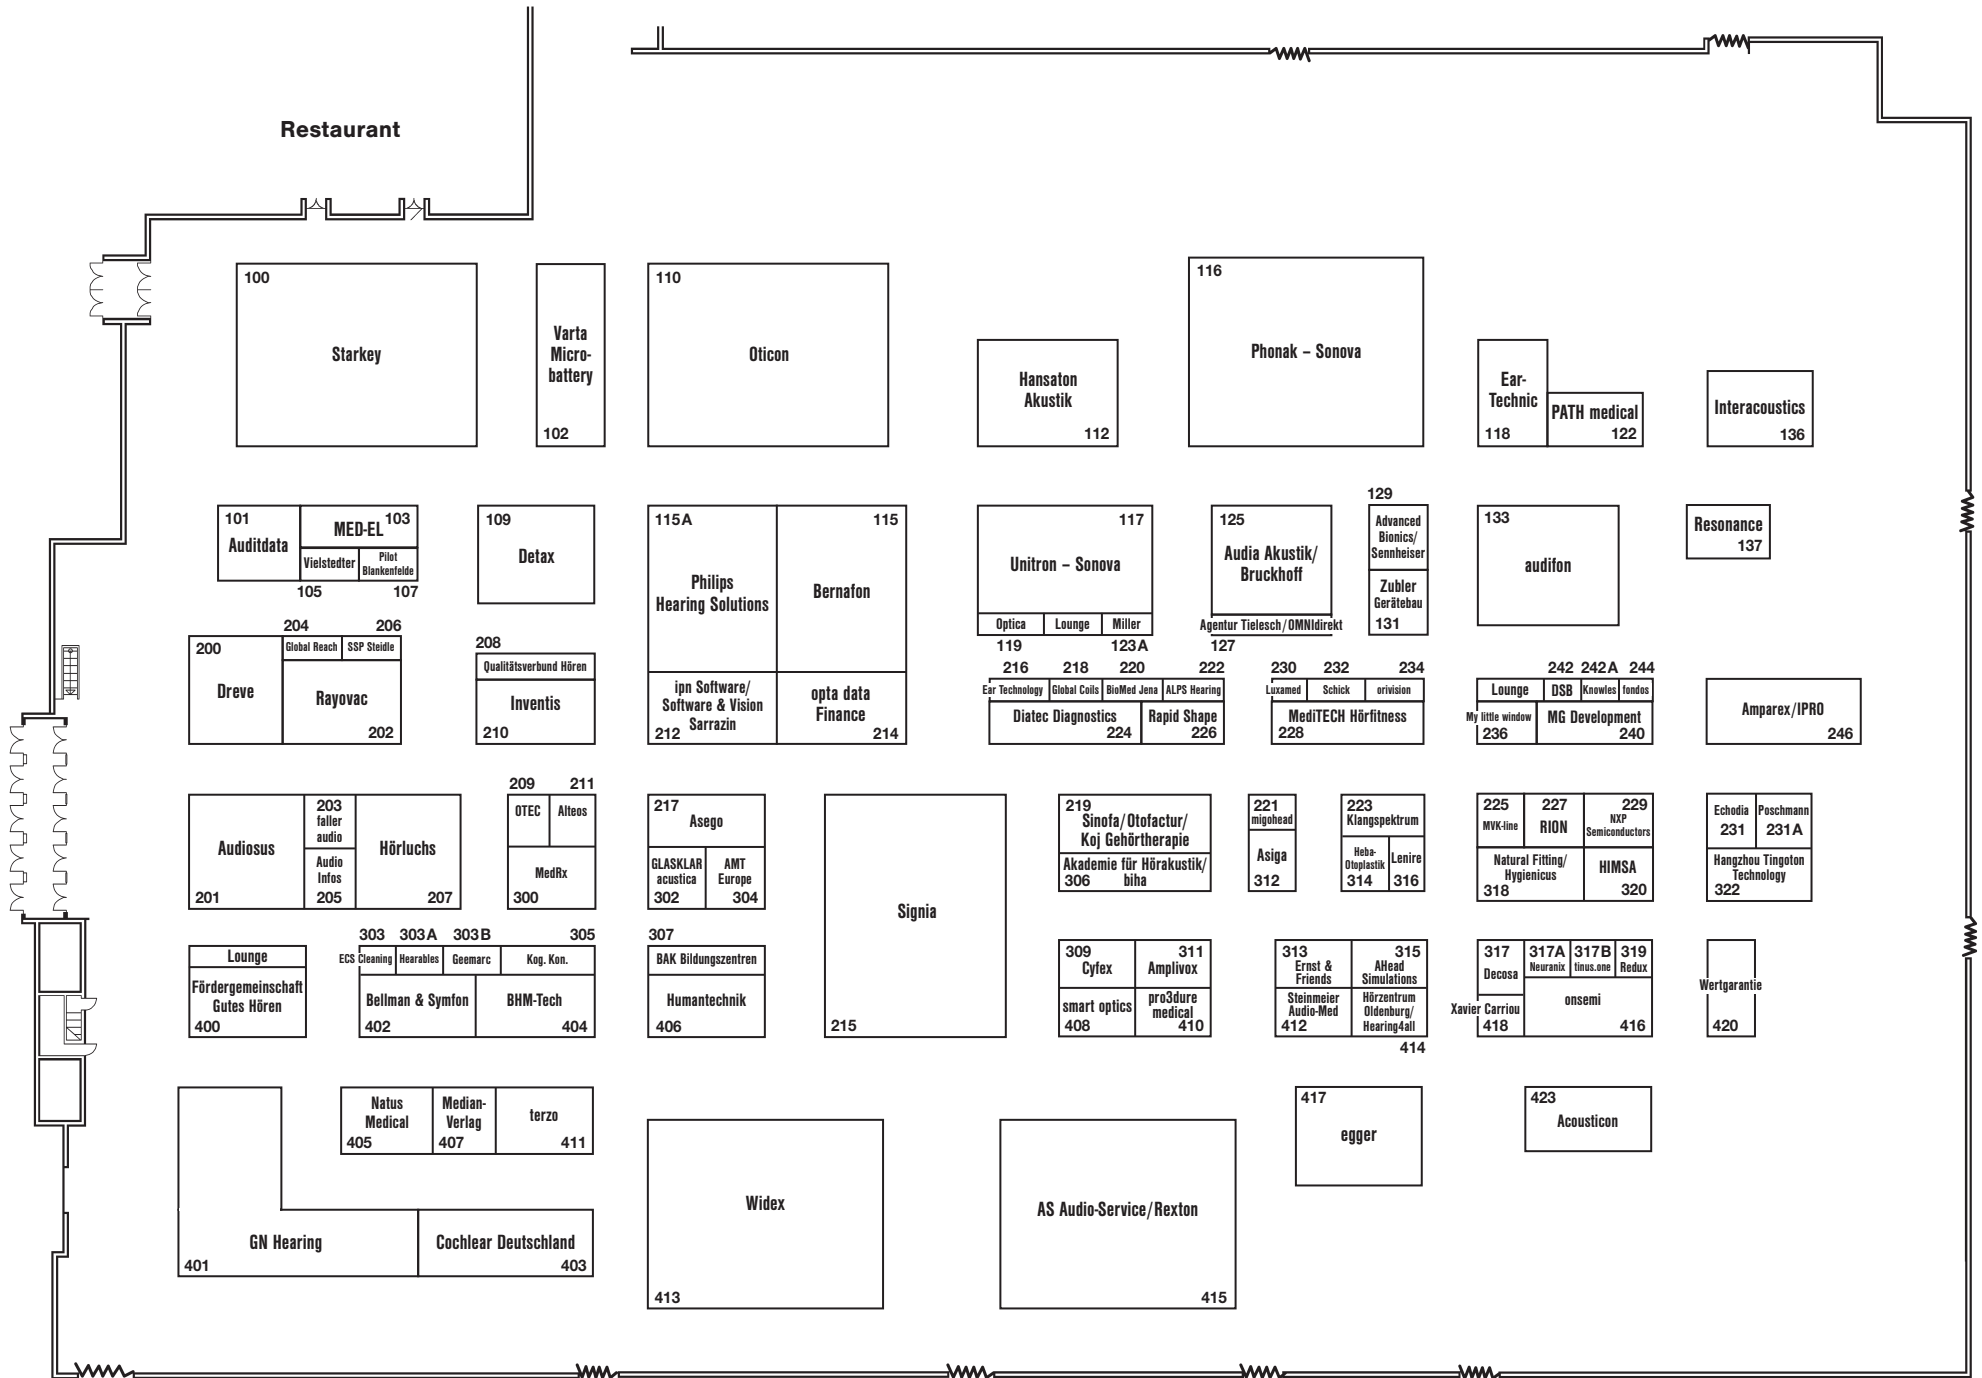 Restaurant
100
Starkey
Varta
Micro-
battery
102
110
Oticon
Hansaton
Akustik
112
116
Phonak – Sonova
Ear-
Technic
118
PATH medical
122
Interacoustics
136
101
Auditdata
MED-EL
103
Vielstedter
105
Pilot
Blankenfelde
107
109
Detax
115A
Philips
Hearing Solutions
115
Bernafon
117
Unitron – Sonova
Optica
119
Lounge
Miller
123A
125
Audia Akustik/
Bruckhoff
Agentur Tielesch/OMNIdirekt
127
129
Advanced
Bionics/
Sennheiser
Zubler
Gerätebau
131
133
audifon
Resonance
137
200
Dreve
204
Global Reach
206
SSP Steidle
Rayovac
202
208
Qualitätsverbund Hören
Inventis
210
ipn Software/
Software & Vision
Sarrazin
212
opta data
Finance
214
216
Ear Technology
218
Global Coils
220
BioMed Jena
222
ALPS Hearing
Diatec Diagnostics
224
Rapid Shape
226
230
Luxamed
232
Schick
234
orivision
MediTECH Hörfitness
228
Lounge
242
DSB
242A
Knowles
244
fondos
My little window
236
MG Development
240
Amparex/IPRO
246
Audiosus
201
203
faller
audio
Audio
Infos
205
Hörluchs
207
209
OTEC
211
Alteos
MedRx
300
217
Asego
GLASKLAR
acustica
302
AMT
Europe
304
Signia
215
219
Sinofa/Otofactur/
Koj Gehörtherapie
Akademie für Hörakustik/
306
biha
221
migohead
Asiga
312
223
Klangspektrum
Heba-
Otoplastik
314
Lenire
316
225
MVK-line
227
RION
229
NXP
Semiconductors
Natural Fitting/
Hygienicus
318
HIMSA
320
Echodia
231
Poschmann
231A
Hangzhou Tingoton
Technology
322
Lounge
Fördergemeinschaft
Gutes Hören
400
303
ECS Cleaning
303A
Hearables
303B
Geemarc
305
Kog. Kon.
Bellman & Symfon
402
BHM-Tech
404
307
BAK Bildungszentren
Humantechnik
406
309
Cyfex
311
Amplivox
smart optics
408
pro3dure
medical
410
313
Ernst &
Friends
315
AHead
Simulations
Steinmeier
Audio-Med
412
Hörzentrum
Oldenburg/
Hearing4all
414
317
Decosa
317A
Neuranix
317B
tinus.one
319
Redux
Xavier Carriou
418
onsemi
416
Wertgarantie
420
Natus
Medical
405
Median-
Verlag
407
terzo
411
GN Hearing
401
Cochlear Deutschland
403
Widex
413
AS Audio-Service/Rexton
415
417
egger
423
Acousticon